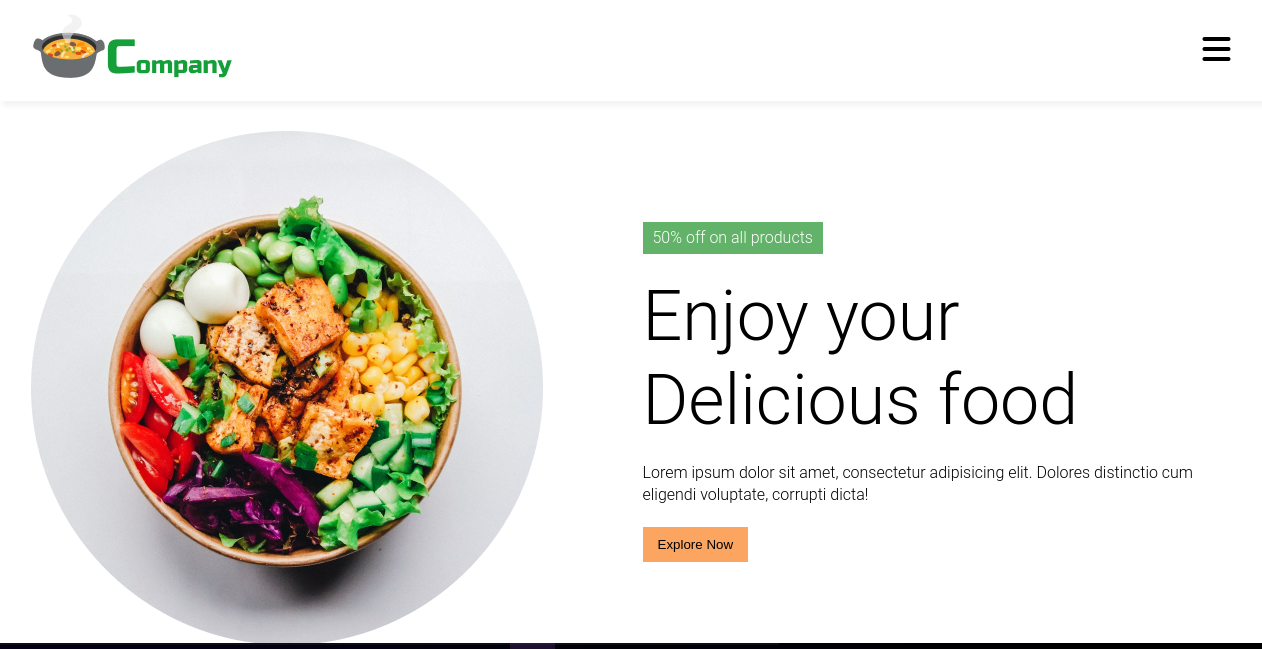 Company
50% off on all products
Enjoy your
Delicious food
Lorem ipsum dolor sit amet, consectetur adipisicing elit. Dolores distinctio cum
eligendi voluptate, corrupti dicta!
Explore Now